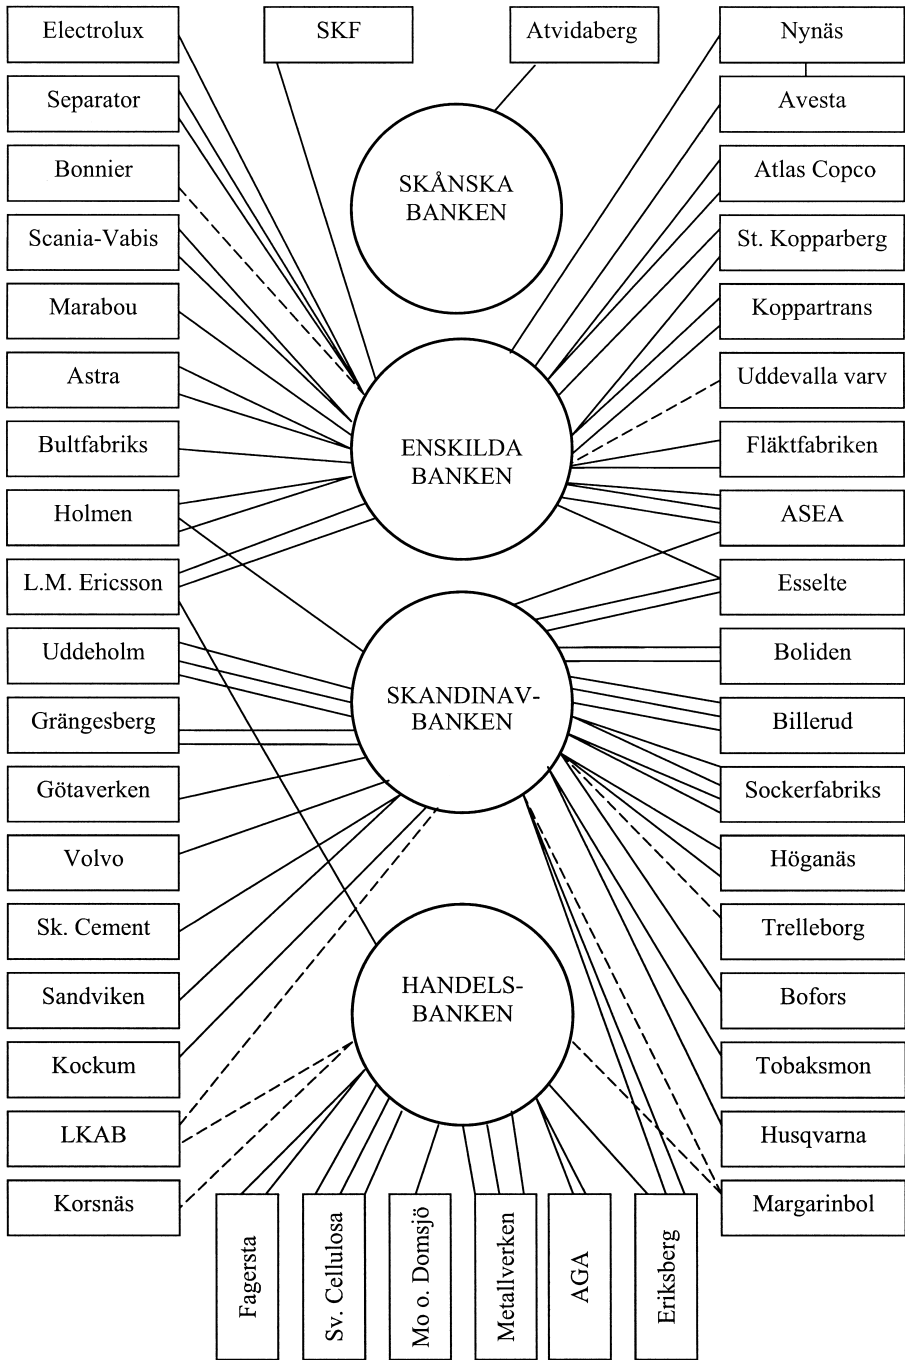 Electrolux
SKF
Atvidaberg
Nynäs
Separator
Avesta
Bonnier
Atlas Copco
SKÅNSKA
BANKEN
Scania-Vabis
St. Kopparberg
Marabou
Koppartrans
Astra
Uddevalla varv
Bultfabriks
Fläktfabriken
ENSKILDA
BANKEN
Holmen
ASEA
L.M. Ericsson
Esselte
Uddeholm
Boliden
SKANDINAV-
BANKEN
Grängesberg
Billerud
Götaverken
Sockerfabriks
Volvo
Höganäs
Sk. Cement
Trelleborg
Sandviken
Bofors
HANDELS-
BANKEN
Kockum
Tobaksmon
LKAB
Husqvarna
Korsnäs
Margarinbol
Fagersta
Sv. Cellulosa
Mo o. Domsjö
Metallverken
AGA
Eriksberg